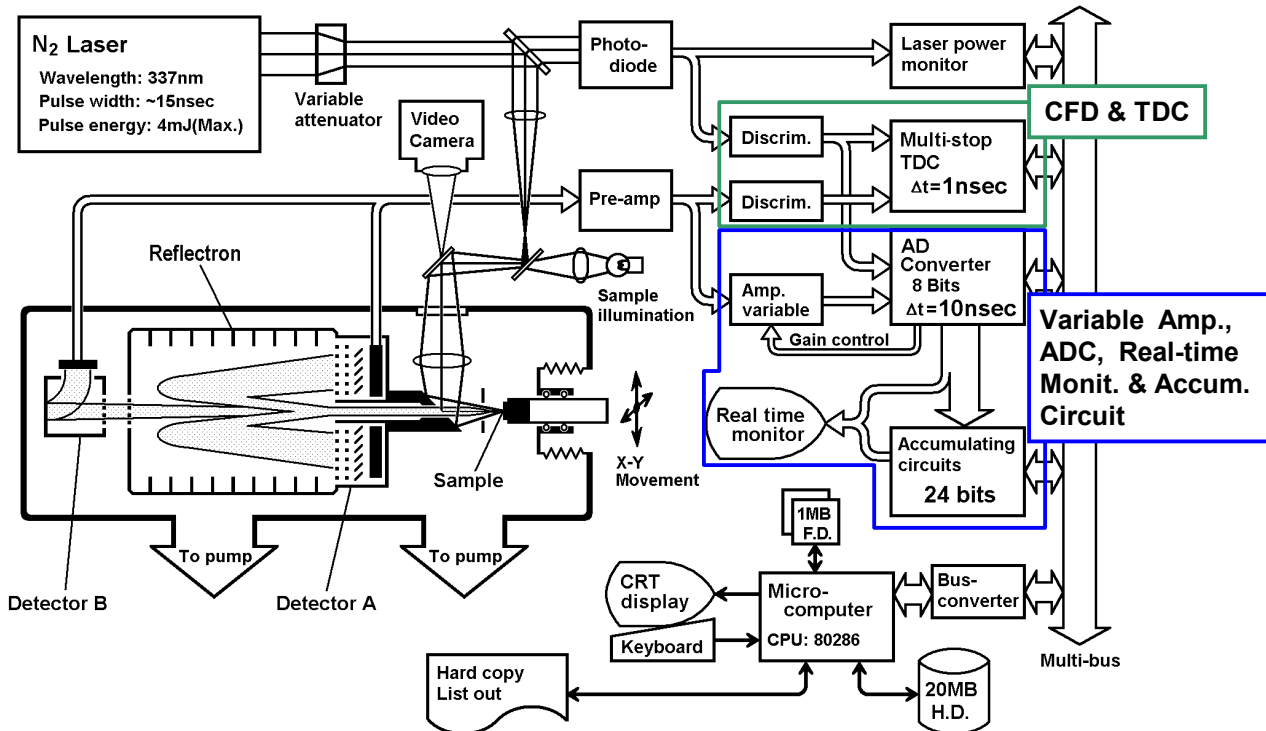 N₂ Laser
Wavelength: 337nm
Pulse width: ~15nsec
Pulse energy: 4mJ(Max.)
Variable
attenuator
Photo-
diode
Laser power
monitor
Video
Camera
CFD & TDC
Discrim.
Multi-stop
TDC
Δt=1nsec
Pre-amp
Discrim.
Reflectron
Sample
illumination
AD
Converter
8 Bits
Δt=10nsec
Amp.
variable
Gain control
Variable Amp.,
ADC, Real-time
Monit. & Accum.
Circuit
Real time
monitor
Accumulating
circuits
24 bits
X-Y
Movement
Sample
To pump
To pump
Detector B
Detector A
1MB
F.D.
CRT
display
Micro-
computer
CPU: 80286
Bus-
converter
Keyboard
Multi-bus
Hard copy
List out
20MB
H.D.